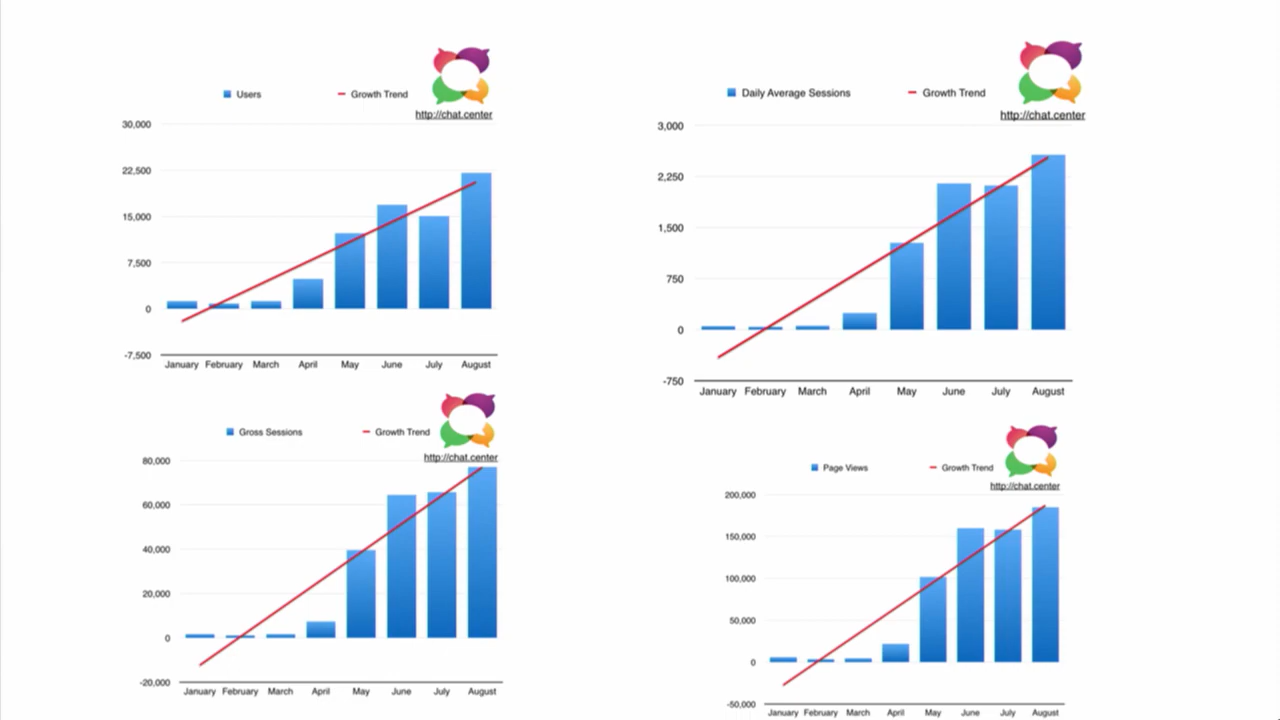 Users Growth Trend
http://chat.center
30,000
22,500
15,000
7,500
0
-7,500
January February March April May June July August
Daily Average Sessions Growth Trend
http://chat.center
3,000
2,250
1,500
750
0
-750
January February March April May June July August
Gross Sessions Growth Trend
http://chat.center
80,000
60,000
40,000
20,000
0
-20,000
January February March April May June July August
Page Views Growth Trend
http://chat.center
200,000
150,000
100,000
50,000
0
-50,000
January February March April May June July August